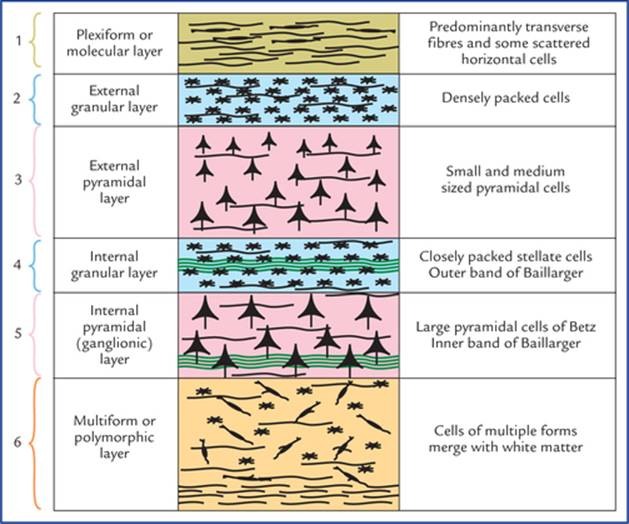 1
Plexiform or
molecular layer
Predominantly transverse
fibres and some scattered
horizontal cells
2
External
granular layer
Densely packed cells
3
External
pyramidal
layer
Small and medium
sized pyramidal cells
4
Internal
granular layer
Closely packed stellate cells
Outer band of Baillarger
5
Internal
pyramidal
(ganglionic)
layer
Large pyramidal cells of Betz
Inner band of Baillarger
6
Multiform or
polymorphic
layer
Cells of multiple forms
merge with white matter